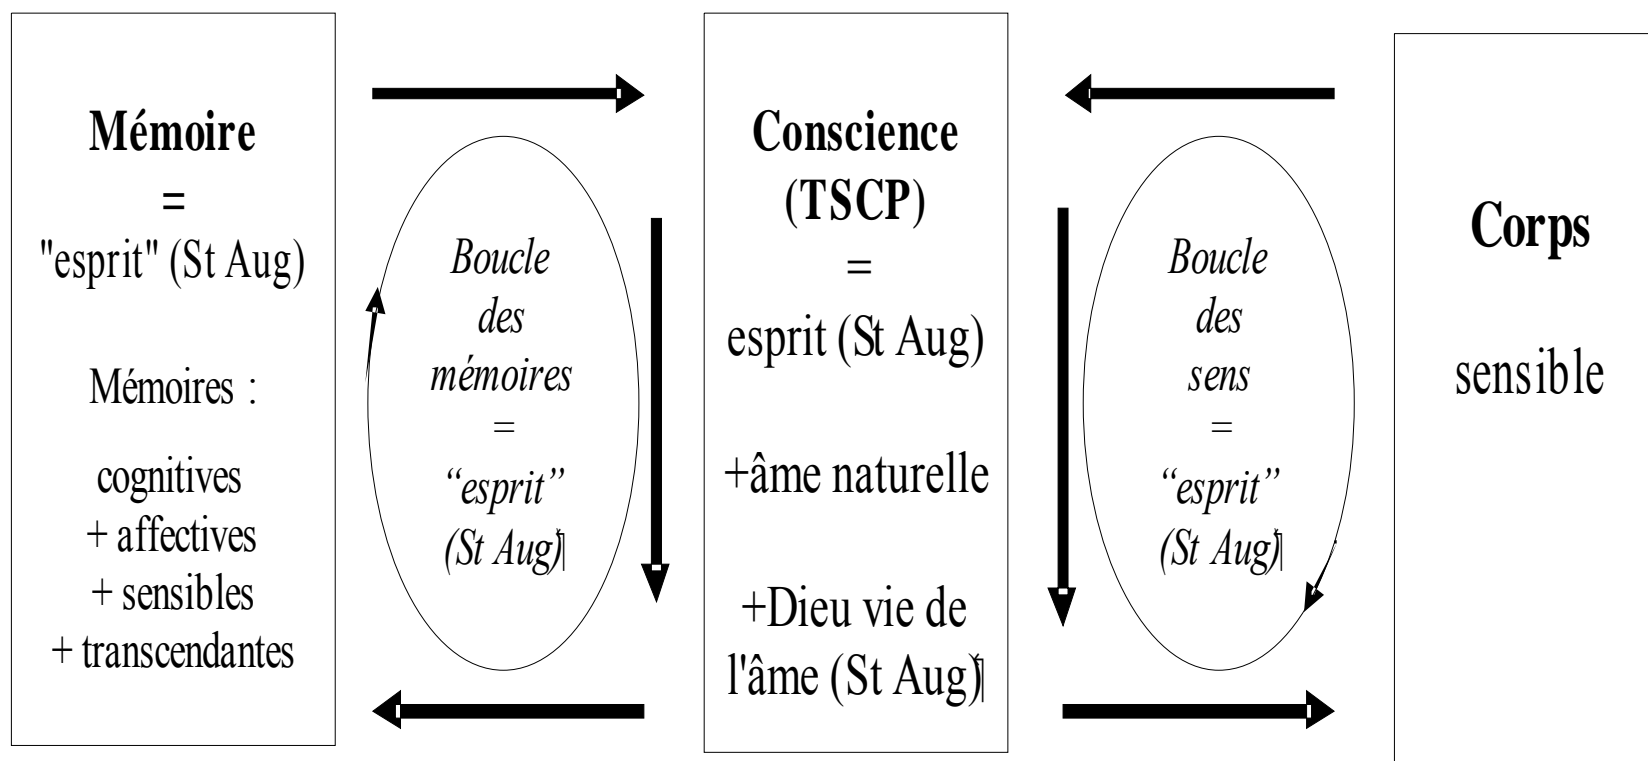 Mémoire
=
"esprit" (St Aug)
Mémoires :
cognitives
+ affectives
+ sensibles
+ transcendantes
Boucle
des
mémoires
=
“esprit”
(St Aug)
Conscience
(TSCP)
=
esprit (St Aug)
+âme naturelle
+Dieu vie de
l'âme (St Aug)
Boucle
des
sens
=
“esprit”
(St Aug)
Corps
sensible